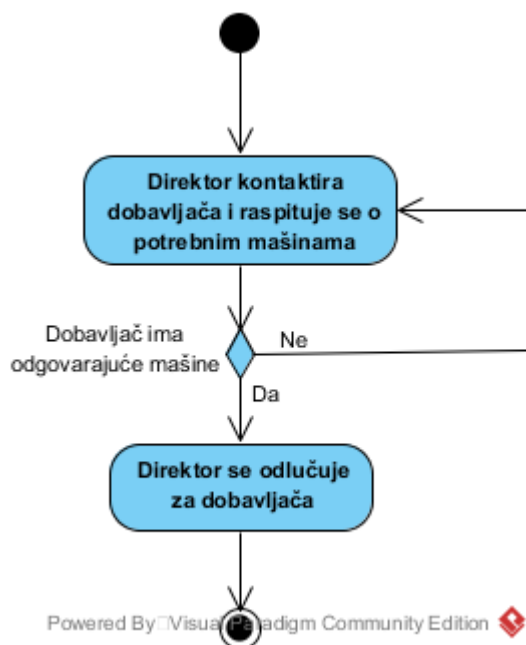 Direktor kontaktira
dobavljača i raspituje se o
potrebnim mašinama
Dobavljač ima
odgovarajuće mašine
Ne
Da
Direktor se odlučuje
za dobavljača
Powered By Visual Paradigm Community Edition